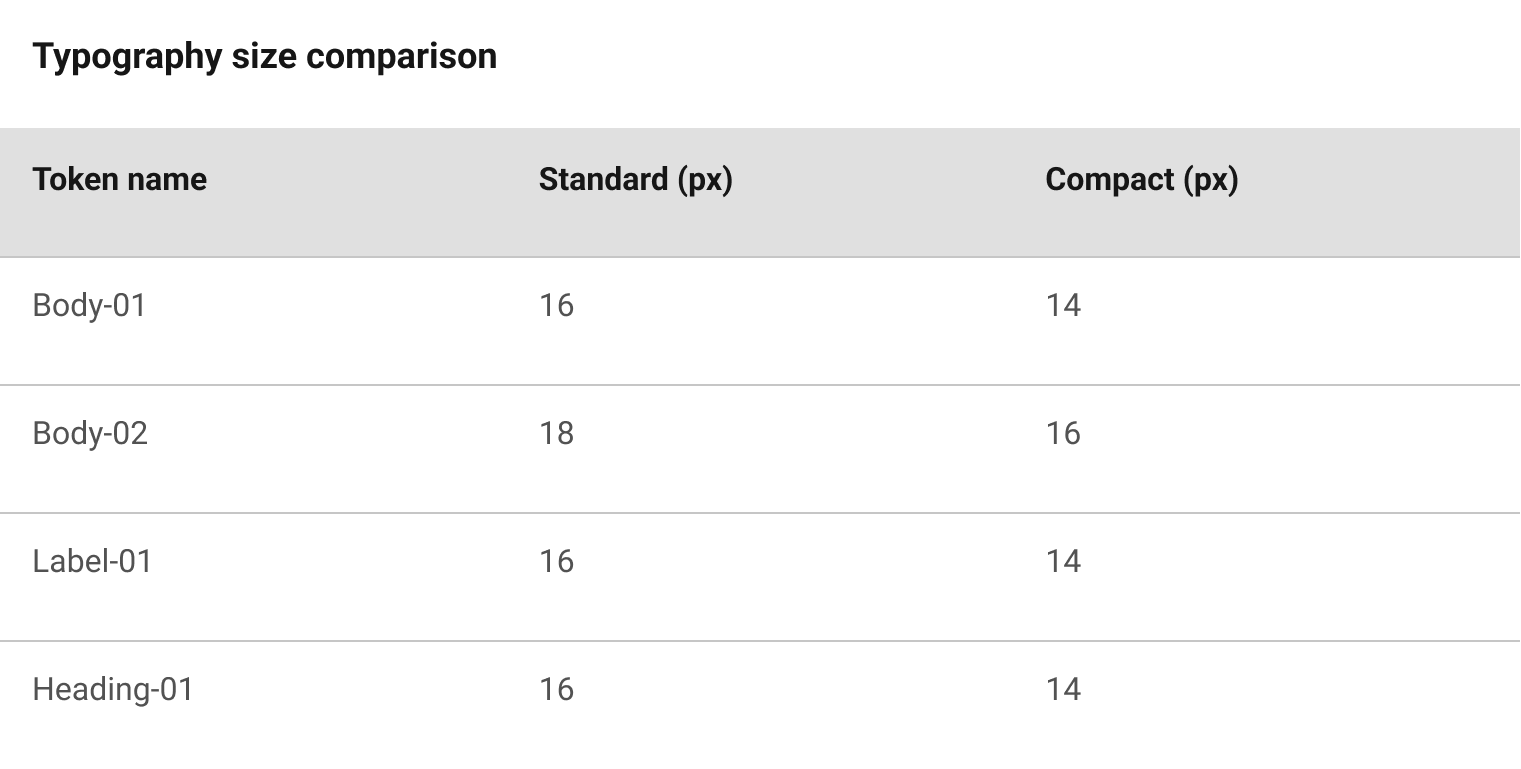 Typography size comparison
Token name Standard (px) Compact (px)
Body-01 16 14
Body-02 18 16
Label-01 16 14
Heading-01 16 14